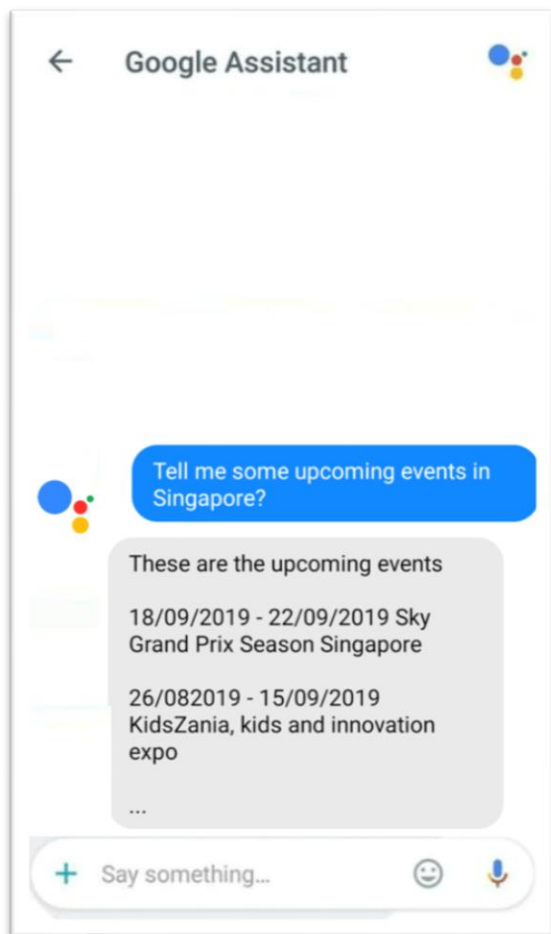 Google Assistant
Tell me some upcoming events in
Singapore?
These are the upcoming events
18/09/2019 - 22/09/2019 Sky
Grand Prix Season Singapore
26/082019 - 15/09/2019
KidsZania, kids and innovation
expo
...
Say something...